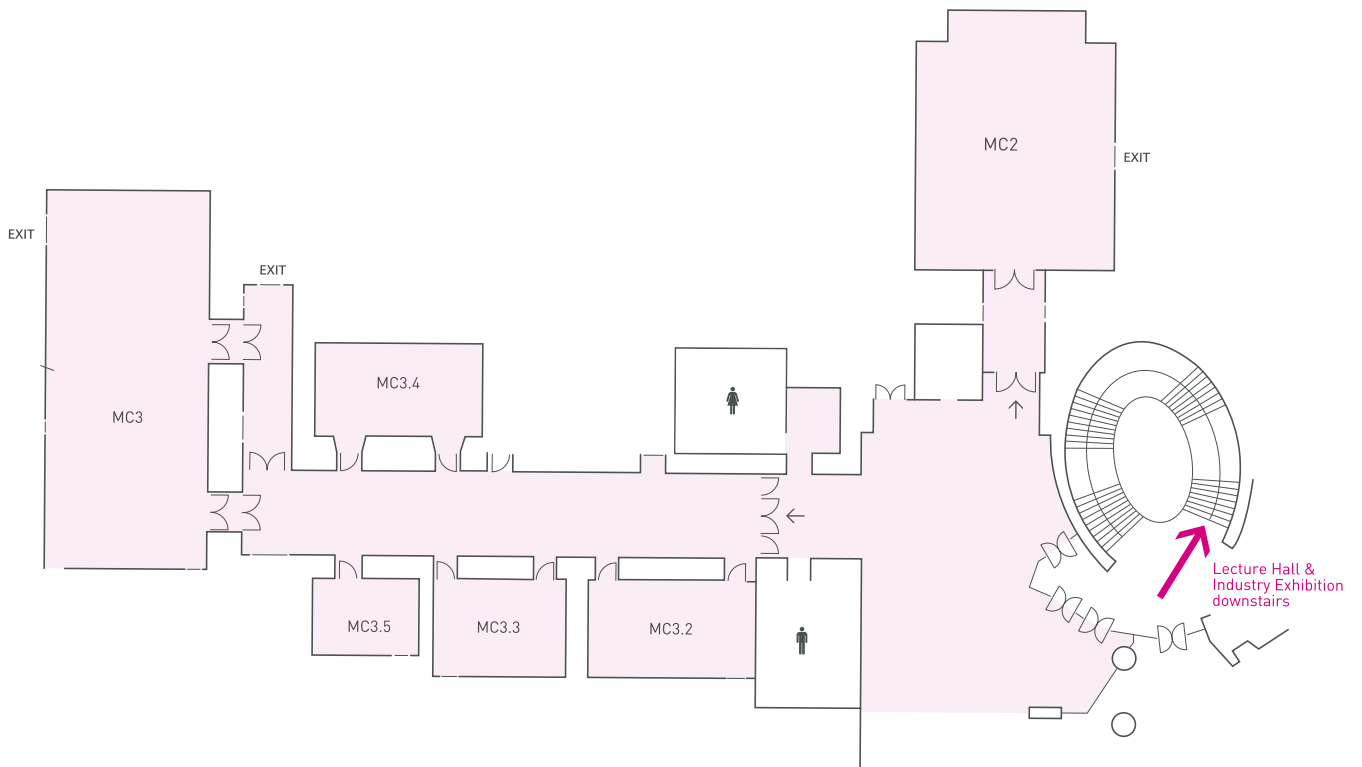 MC2
EXIT
EXIT
EXIT
MC3.4
MC3
Lecture Hall &
Industry Exhibition
downstairs
MC3.5
MC3.3
MC3.2